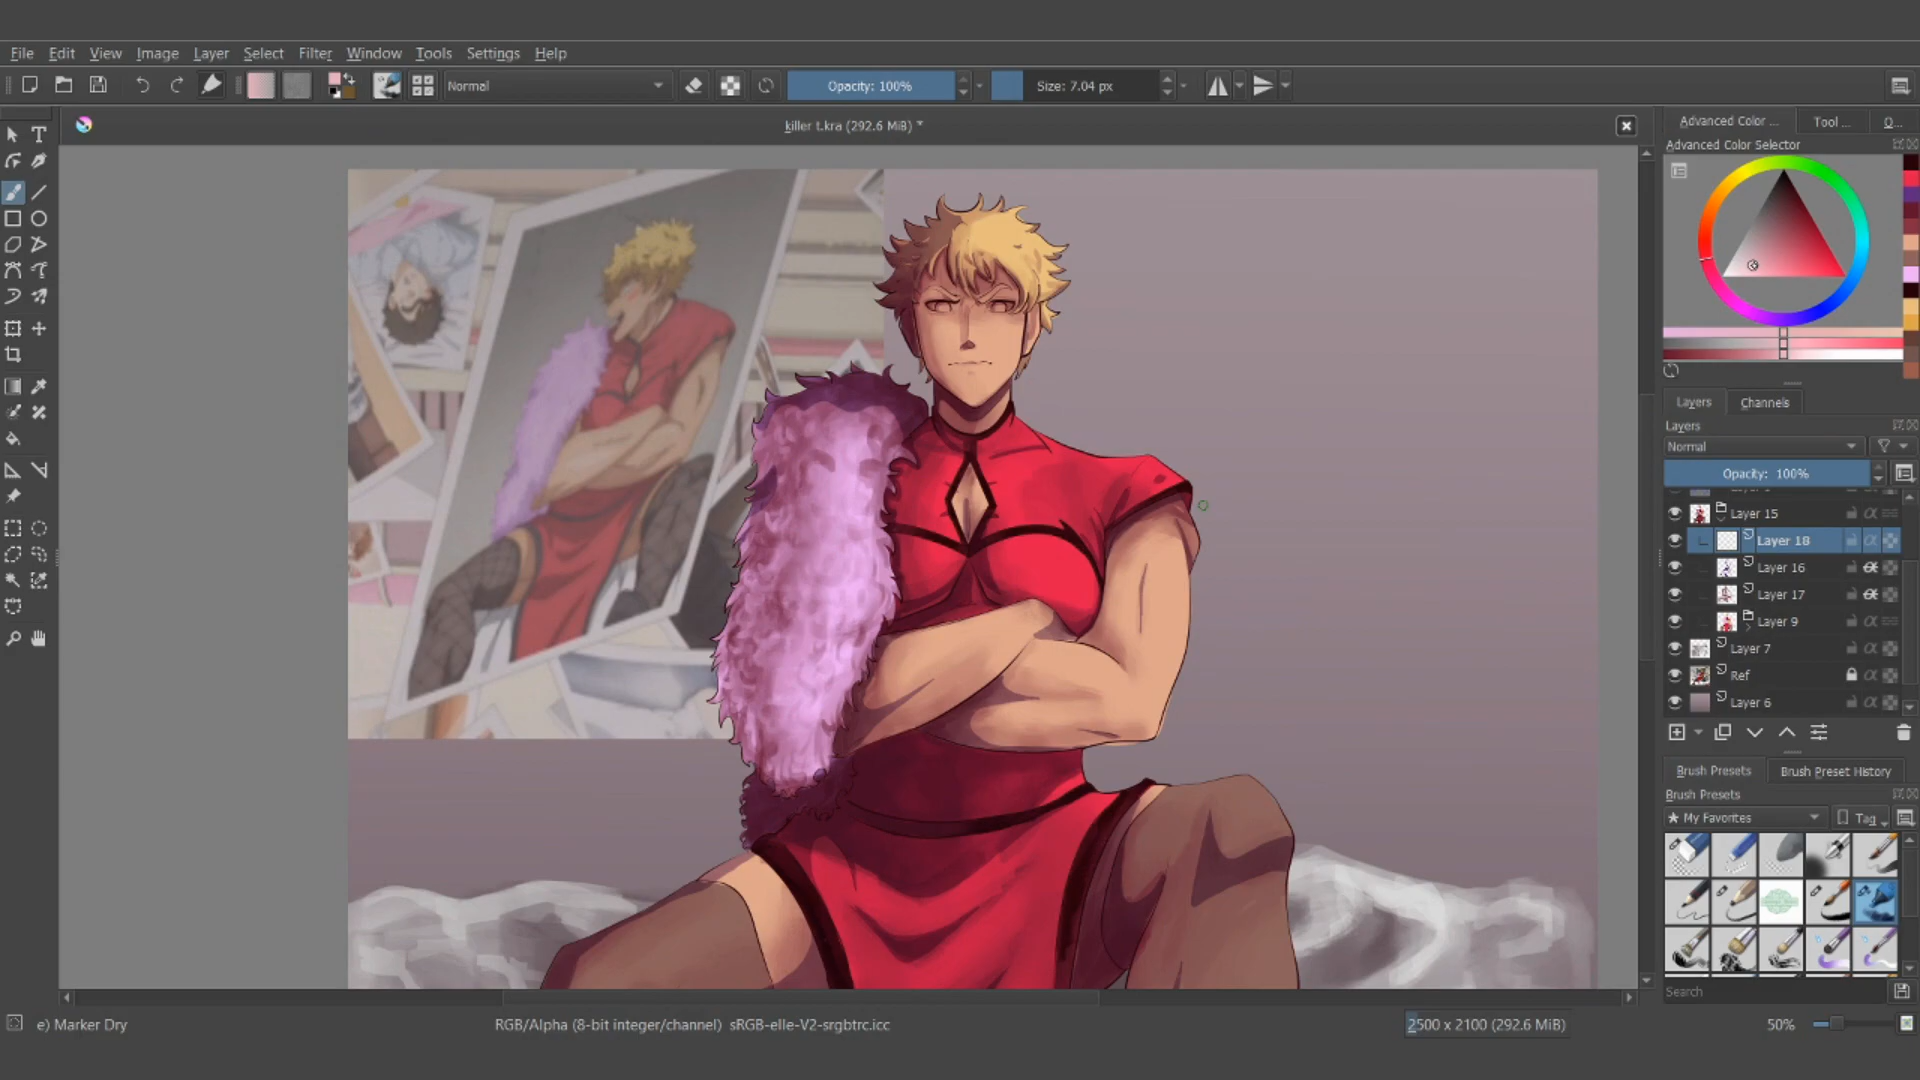 File Edit View Image Layer Select Filter Window Tools Settings Help
Normal Opacity: 100% Size: 7.04 px
killer t.kra (292.6 MiB) *
Advanced Color ... Tool ... Q...
Advanced Color Selector
Layers Channels
Layers
Normal
Opacity: 100%
Layer 15
Layer 18
Layer 16
Layer 17
Layer 9
Layer 7
Ref
Layer 6
Brush Presets Brush Preset History
Brush Presets
★ My Favorites Tag
Search
e) Marker Dry RGB/Alpha (8-bit integer/channel) sRGB-elle-V2-srgbtrc.icc 2500 x 2100 (292.6 MiB) 50%